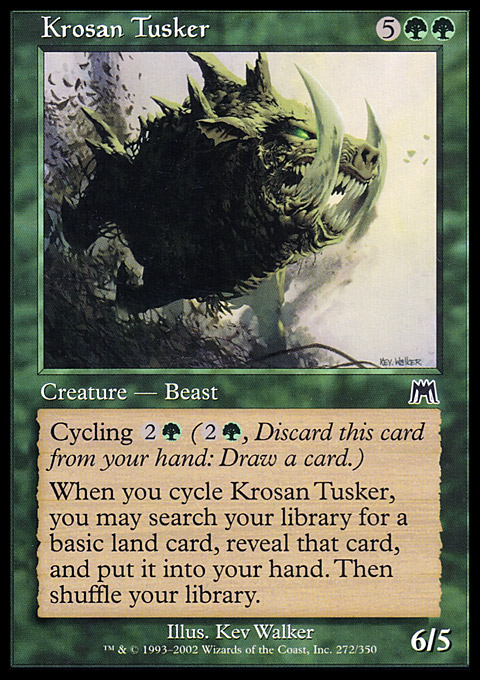 Krosan Tusker 5
KEV. WALKER
Creature — Beast
Cycling 2 (2, Discard this card
from your hand: Draw a card.)
When you cycle Krosan Tusker,
you may search your library for a
basic land card, reveal that card,
and put it into your hand. Then
shuffle your library.
Illus. Kev Walker
6/5
™ & © 1993–2002 Wizards of the Coast, Inc. 272/350